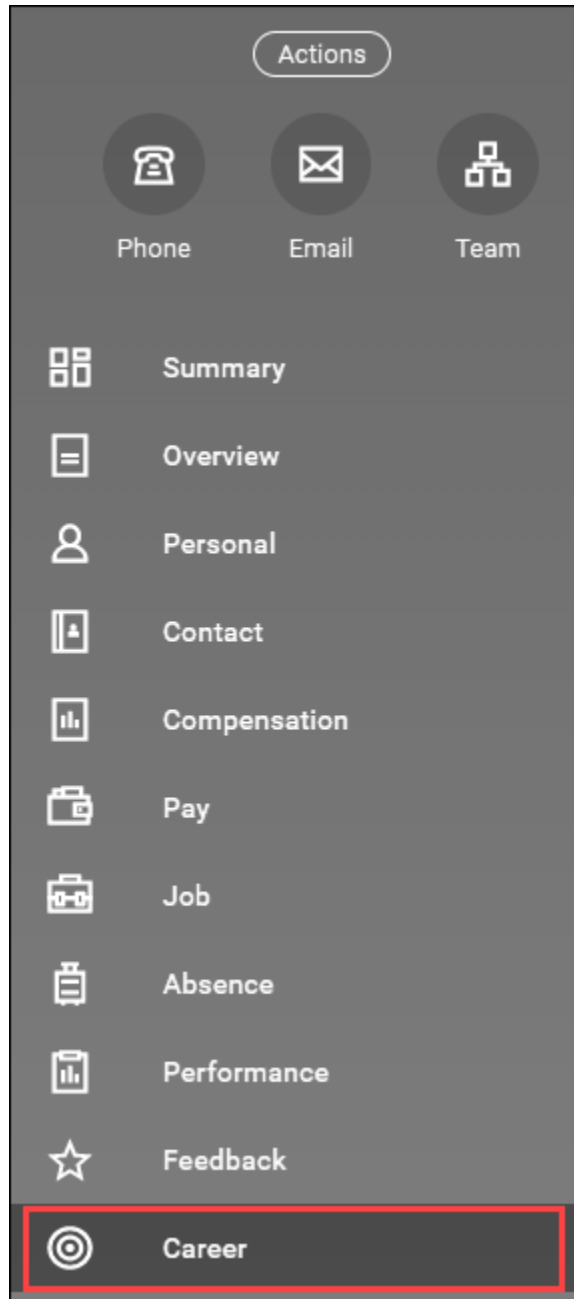 Actions
Phone Email Team
Summary
Overview
Personal
Contact
Compensation
Pay
Job
Absence
Performance
Feedback
Career